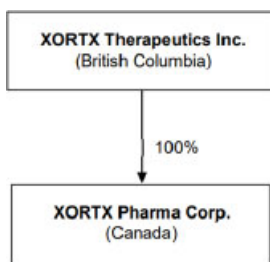 XORTX Therapeutics Inc.
(British Columbia)
100%
XORTX Pharma Corp.
(Canada)